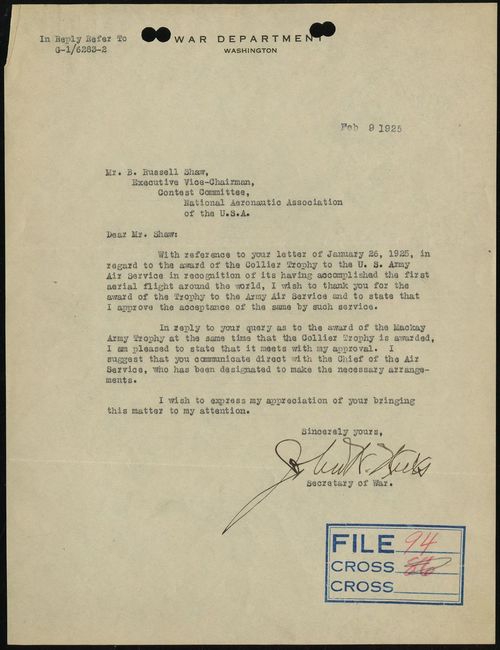 In Reply Refer To
G-1/6283-2
WAR DEPARTMENT
WASHINGTON
Feb 9 1925
Mr. B. Russell Shaw,
Executive Vice-Chairman,
Contest Committee,
National Aeronautic Association
of the U.S.A.
Dear Mr. Shaw:
With reference to your letter of January 26, 1925, in
regard to the award of the Collier Trophy to the U. S. Army
Air Service in recognition of its having accomplished the first
aerial flight around the world, I wish to thank you for the
award of the Trophy to the Army Air Service and to state that
I approve the acceptance of the same by such service.
In reply to your query as to the award of the Mackay
Army Trophy at the same time that the Collier Trophy is awarded,
I am pleased to state that it meets with my approval. I
suggest that you communicate direct with the Chief of the Air
Service, who has been designated to make the necessary arrange-
ments.
I wish to express my appreciation of your bringing
this matter to my attention.
Sincerely yours,
John W. Weeks
Secretary of War.
FILE 94
CROSS
CROSS